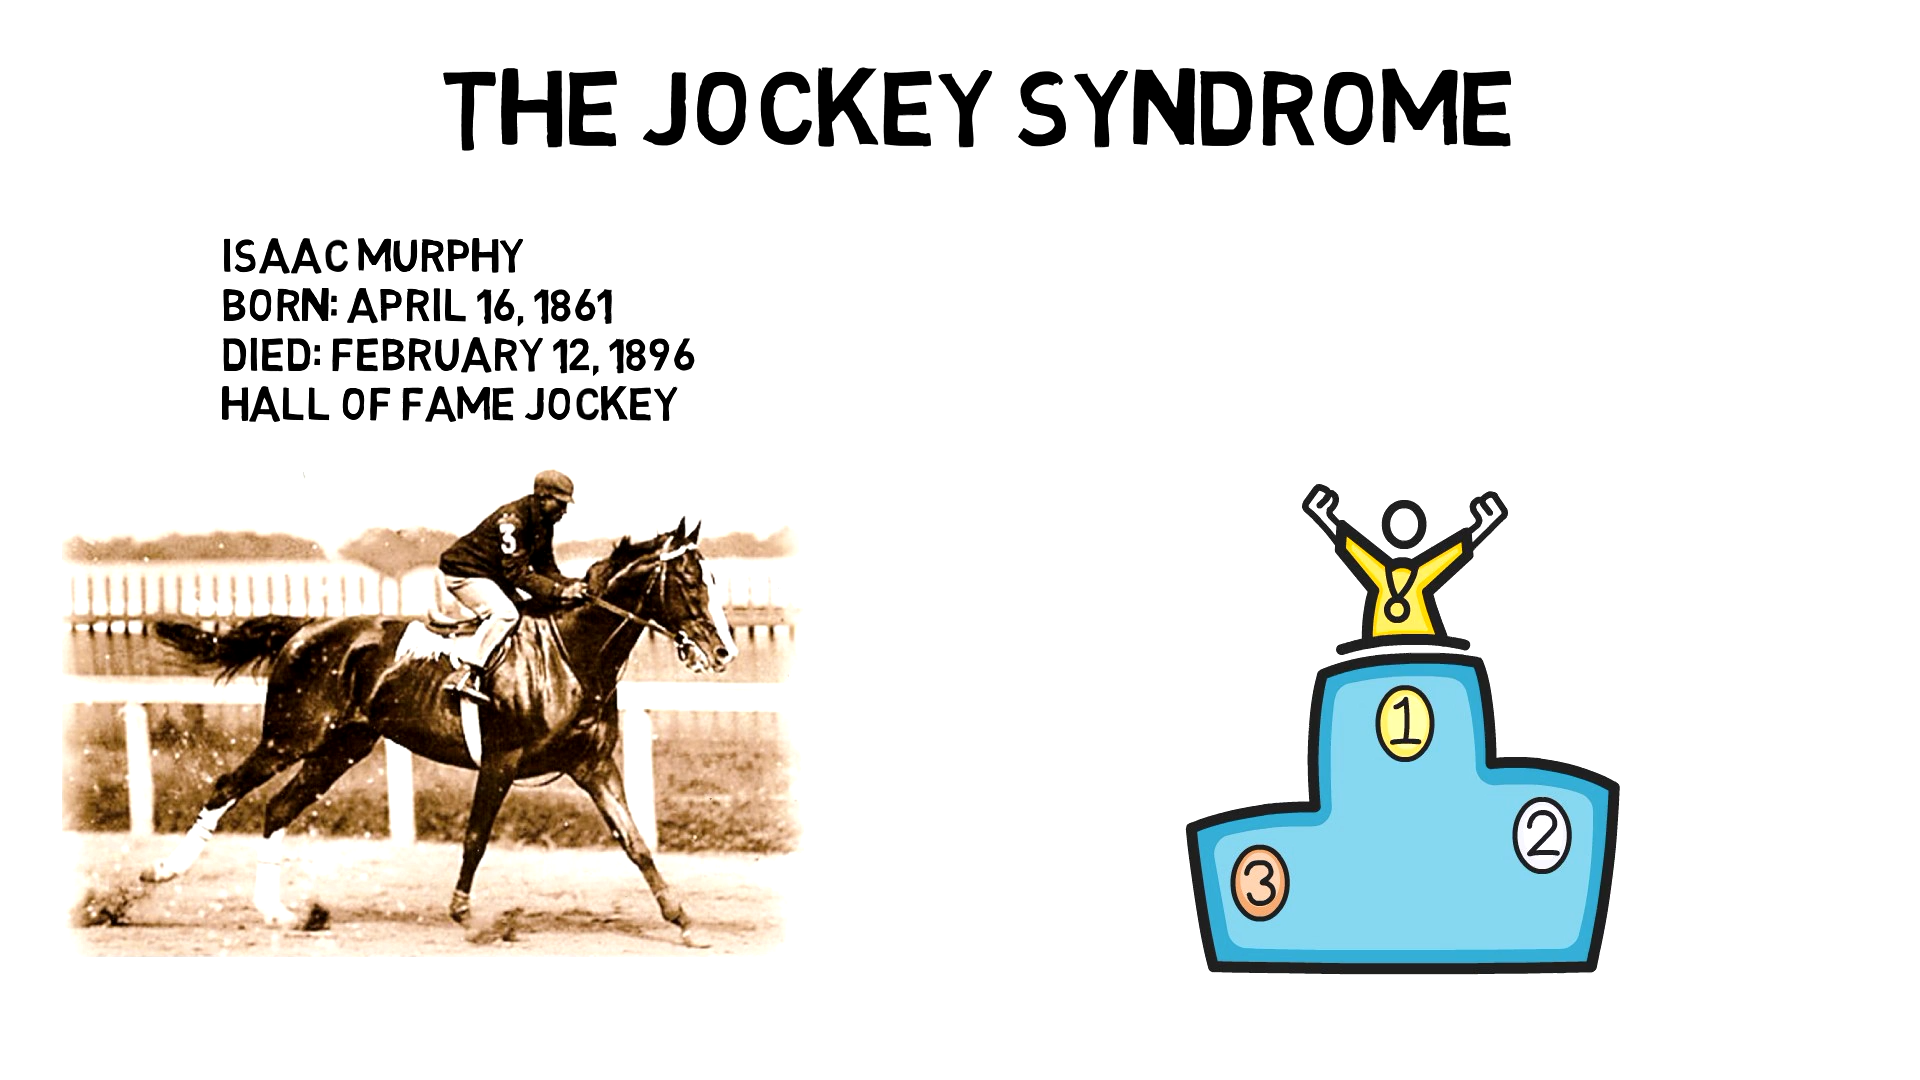 THE JOCKEY SYNDROME
ISAAC MURPHY
BORN: APRIL 16, 1861
DIED: FEBRUARY 12, 1896
HALL OF FAME JOCKEY
3
1
2
3